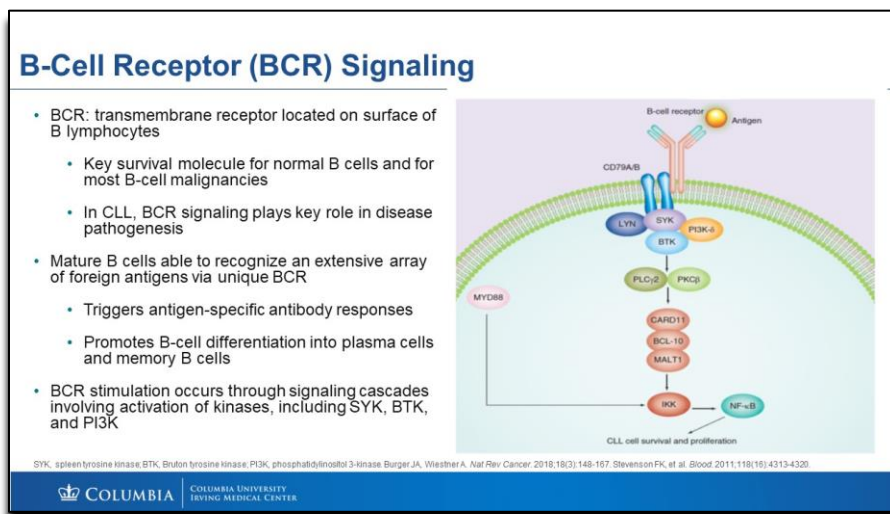 B-Cell Receptor (BCR) Signaling
• BCR: transmembrane receptor located on surface of
B lymphocytes
• Key survival molecule for normal B cells and for
most B-cell malignancies
• In CLL, BCR signaling plays key role in disease
pathogenesis
• Mature B cells able to recognize an extensive array
of foreign antigens via unique BCR
• Triggers antigen-specific antibody responses
• Promotes B-cell differentiation into plasma cells
and memory B cells
• BCR stimulation occurs through signaling cascades
involving activation of kinases, including SYK, BTK,
and PI3K
B-cell receptor
Antigen
CD79A/B
LYN
SYK
PI3K-δ
BTK
PLCγ2
PKCβ
MYD88
CARD11
BCL-10
MALT1
IKK
NF-κB
CLL cell survival and proliferation
SYK, spleen tyrosine kinase; BTK, Bruton tyrosine kinase; PI3K, phosphatidylinositol 3-kinase. Burger JA, Wiestner A. Nat Rev Cancer. 2018;18(3):148-167. Stevenson FK, et al. Blood. 2011;118(16):4313-4320.
COLUMBIA
COLUMBIA UNIVERSITY
IRVING MEDICAL CENTER